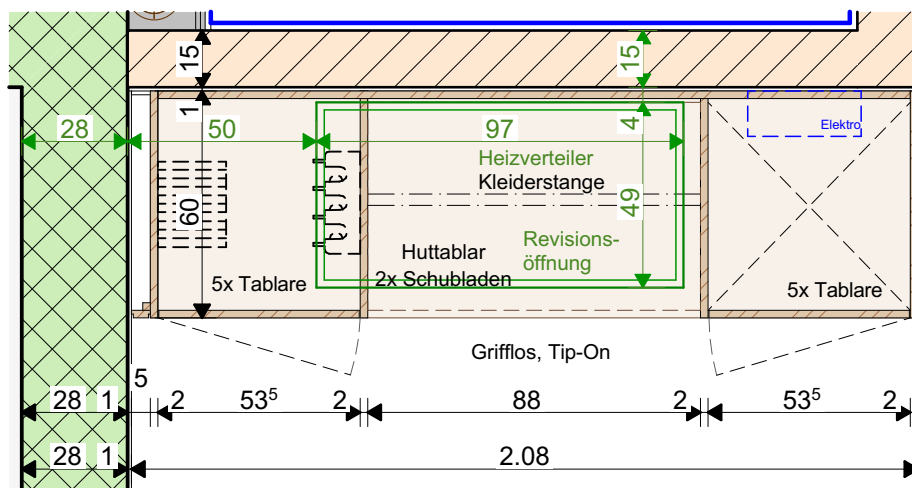 15
15
1
4
28
50
97
Elektro
Heizverteiler
Kleiderstange
60
49
Revisions-
öffnung
Huttablar
2x Schubladen
5x Tablare
5x Tablare
Grifflos, Tip-On
5
28 1 2 53⁵ 2 88 2 53⁵ 2
28 1 2.08